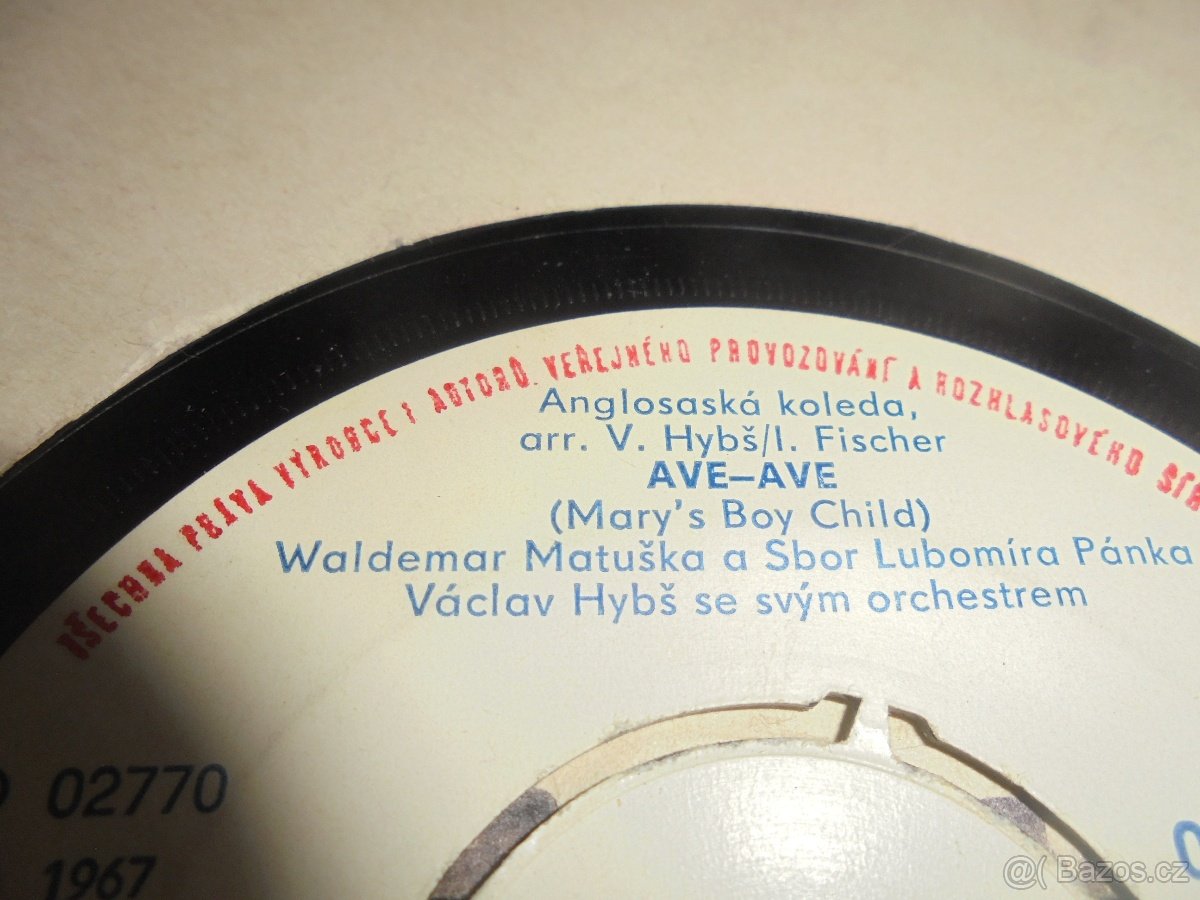 VŠECHNA PRÁVA VÝROBCE I AUTORŮ. VEŘEJNÉHO PROVOZOVÁNÍ A ROZHLASOVÉHO
Anglosaská koleda,
arr. V. Hybš/I. Fischer
AVE—AVE
(Mary's Boy Child)
Waldemar Matuška a Sbor Lubomíra Pánka
Václav Hybš se svým orchestrem
02770
1967
@( Bazos.cz